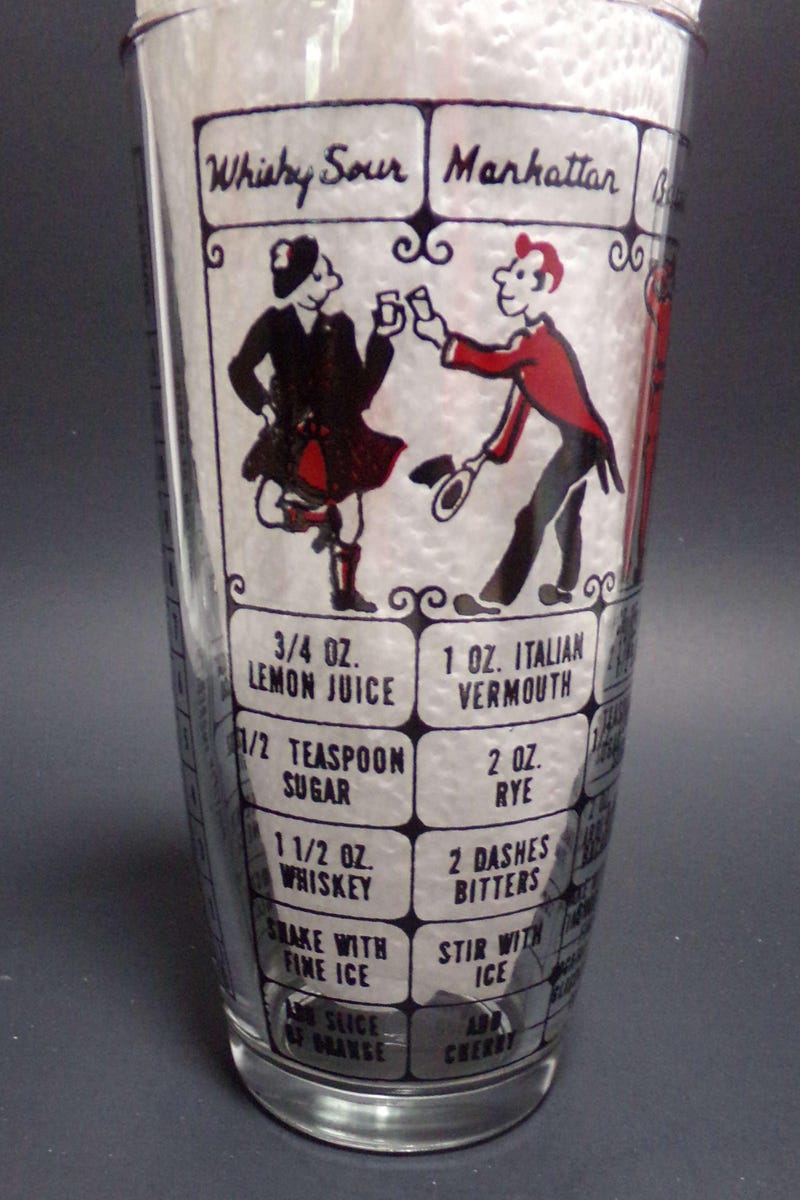 Whisky Sour
3/4 OZ.
LEMON JUICE
1/2 TEASPOON
SUGAR
1 1/2 OZ.
WHISKEY
SHAKE WITH
FINE ICE
ADD SLICE
OF ORANGE
Manhattan
1 OZ. ITALIAN
VERMOUTH
2 OZ.
RYE
2 DASHES
BITTERS
STIR WITH
ICE
ADD
CHERRY